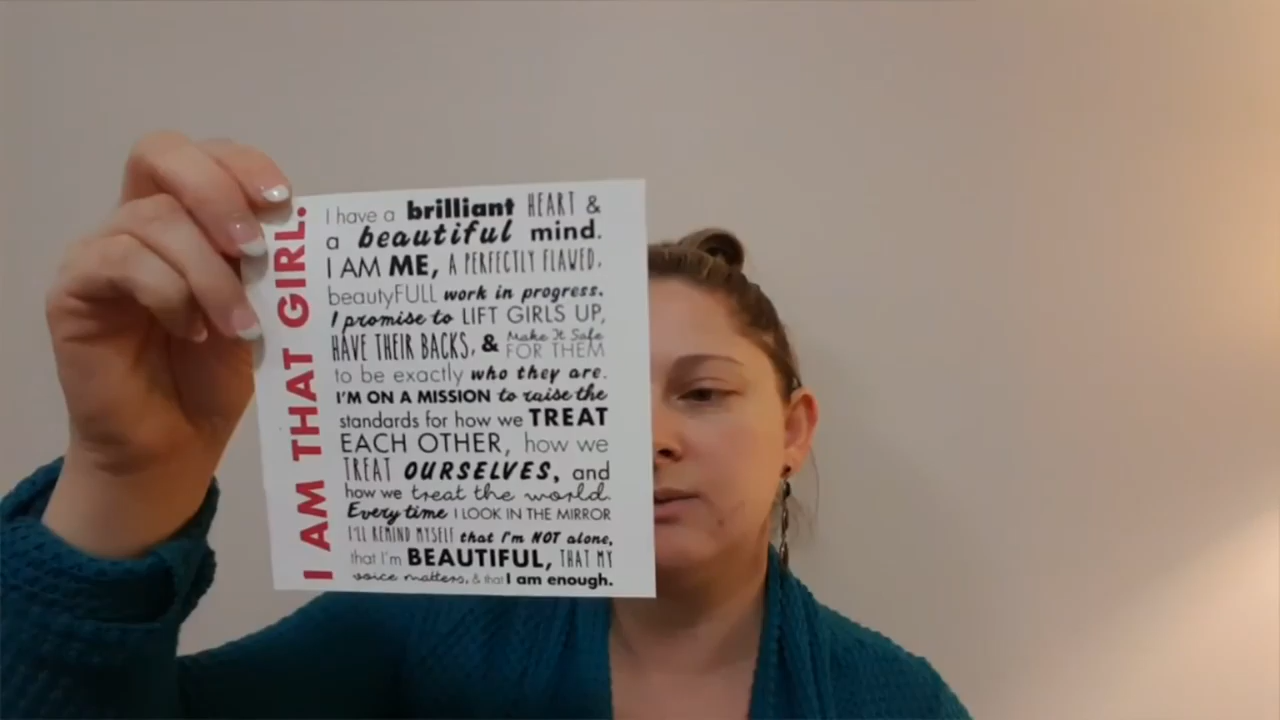 I AM THAT GIRL.
I have a brilliant HEART &
a beautiful mind.
I AM ME, A PERFECTLY FLAWED,
beautyFULL work in progress.
I promise to LIFT GIRLS UP,
HAVE THEIR BACKS, & Make It Safe
FOR THEM
to be exactly who they are.
I'M ON A MISSION to raise the
standards for how we TREAT
EACH OTHER, how we
TREAT OURSELVES, and
how we treat the world.
Every time I LOOK IN THE MIRROR
I'LL REMIND MYSELF that I'm NOT alone,
that I'm BEAUTIFUL, THAT MY
voice matters, & that I am enough.